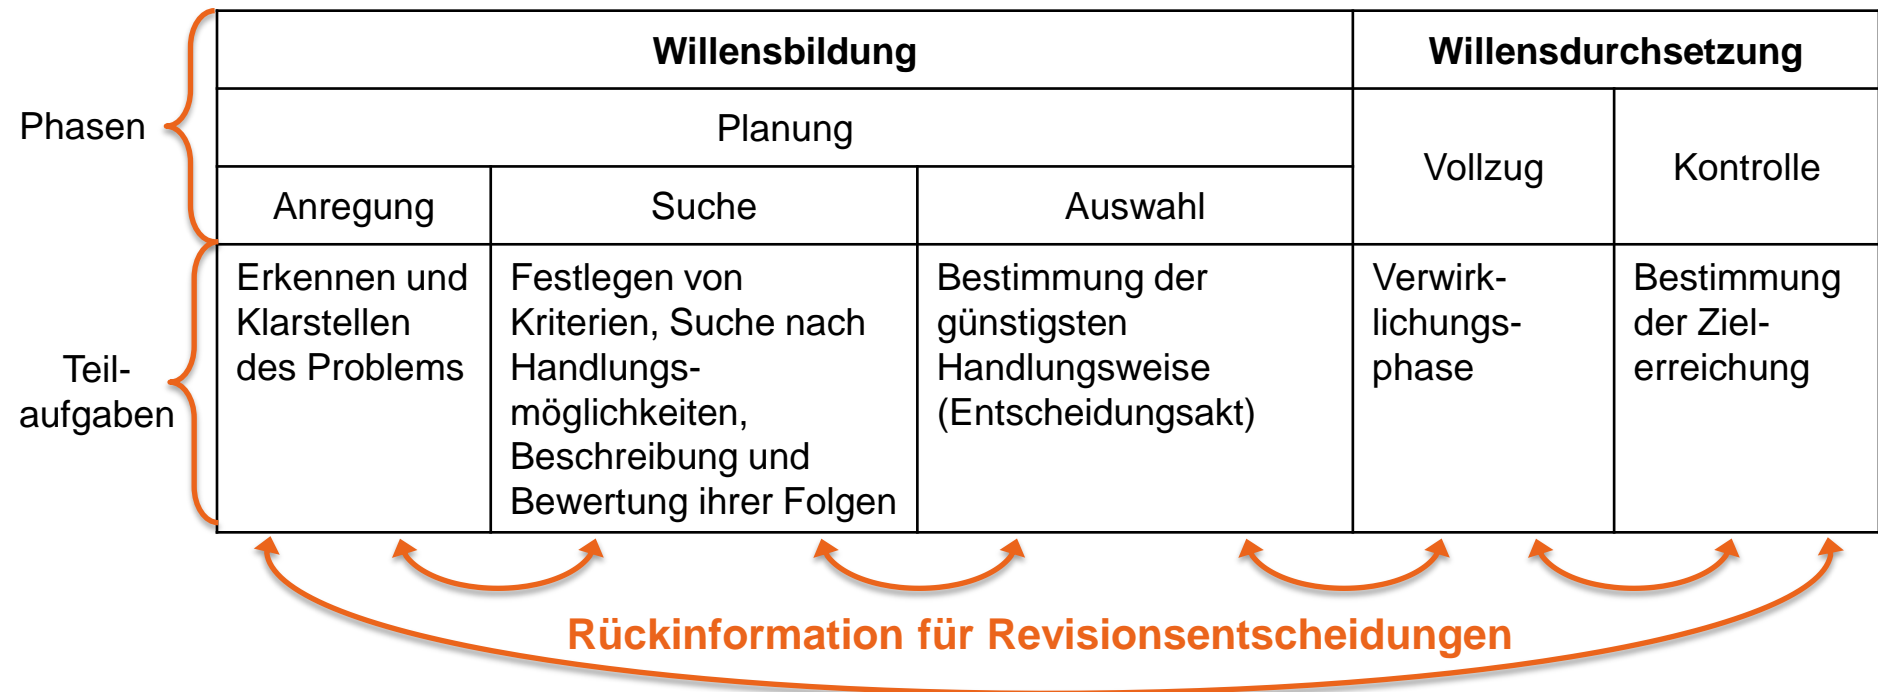 Willensbildung
Willensdurchsetzung
Phasen
Planung
Vollzug
Kontrolle
Anregung
Suche
Auswahl
Teil-
aufgaben
Erkennen und
Klarstellen
des Problems
Festlegen von
Kriterien, Suche nach
Handlungs-
möglichkeiten,
Beschreibung und
Bewertung ihrer Folgen
Bestimmung der
günstigsten
Handlungsweise
(Entscheidungsakt)
Verwirk-
lichungs-
phase
Bestimmung
der Ziel-
erreichung
Rückinformation für Revisionsentscheidungen